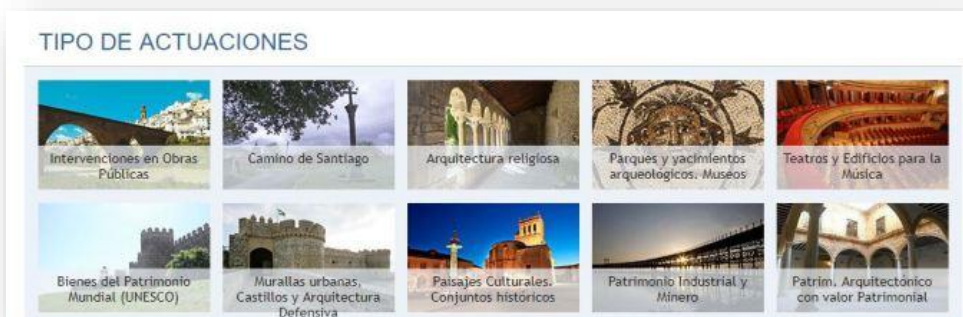 TIPO DE ACTUACIONES
Intervenciones en Obras
Públicas
Camino de Santiago
Arquitectura religiosa
Parques y yacimientos
arqueologicos. Museos
Teatros y Edificios para la
Música
Bienes del Patrimonio
Mundial (UNESCO)
Murallas urbanas,
Castillos y Arquitectura
Defensiva
Paisajes Culturales.
Conjuntos históricos
Patrimonio Industrial y
Minero
Patrim. Arquitectónico
con valor Patrimonial